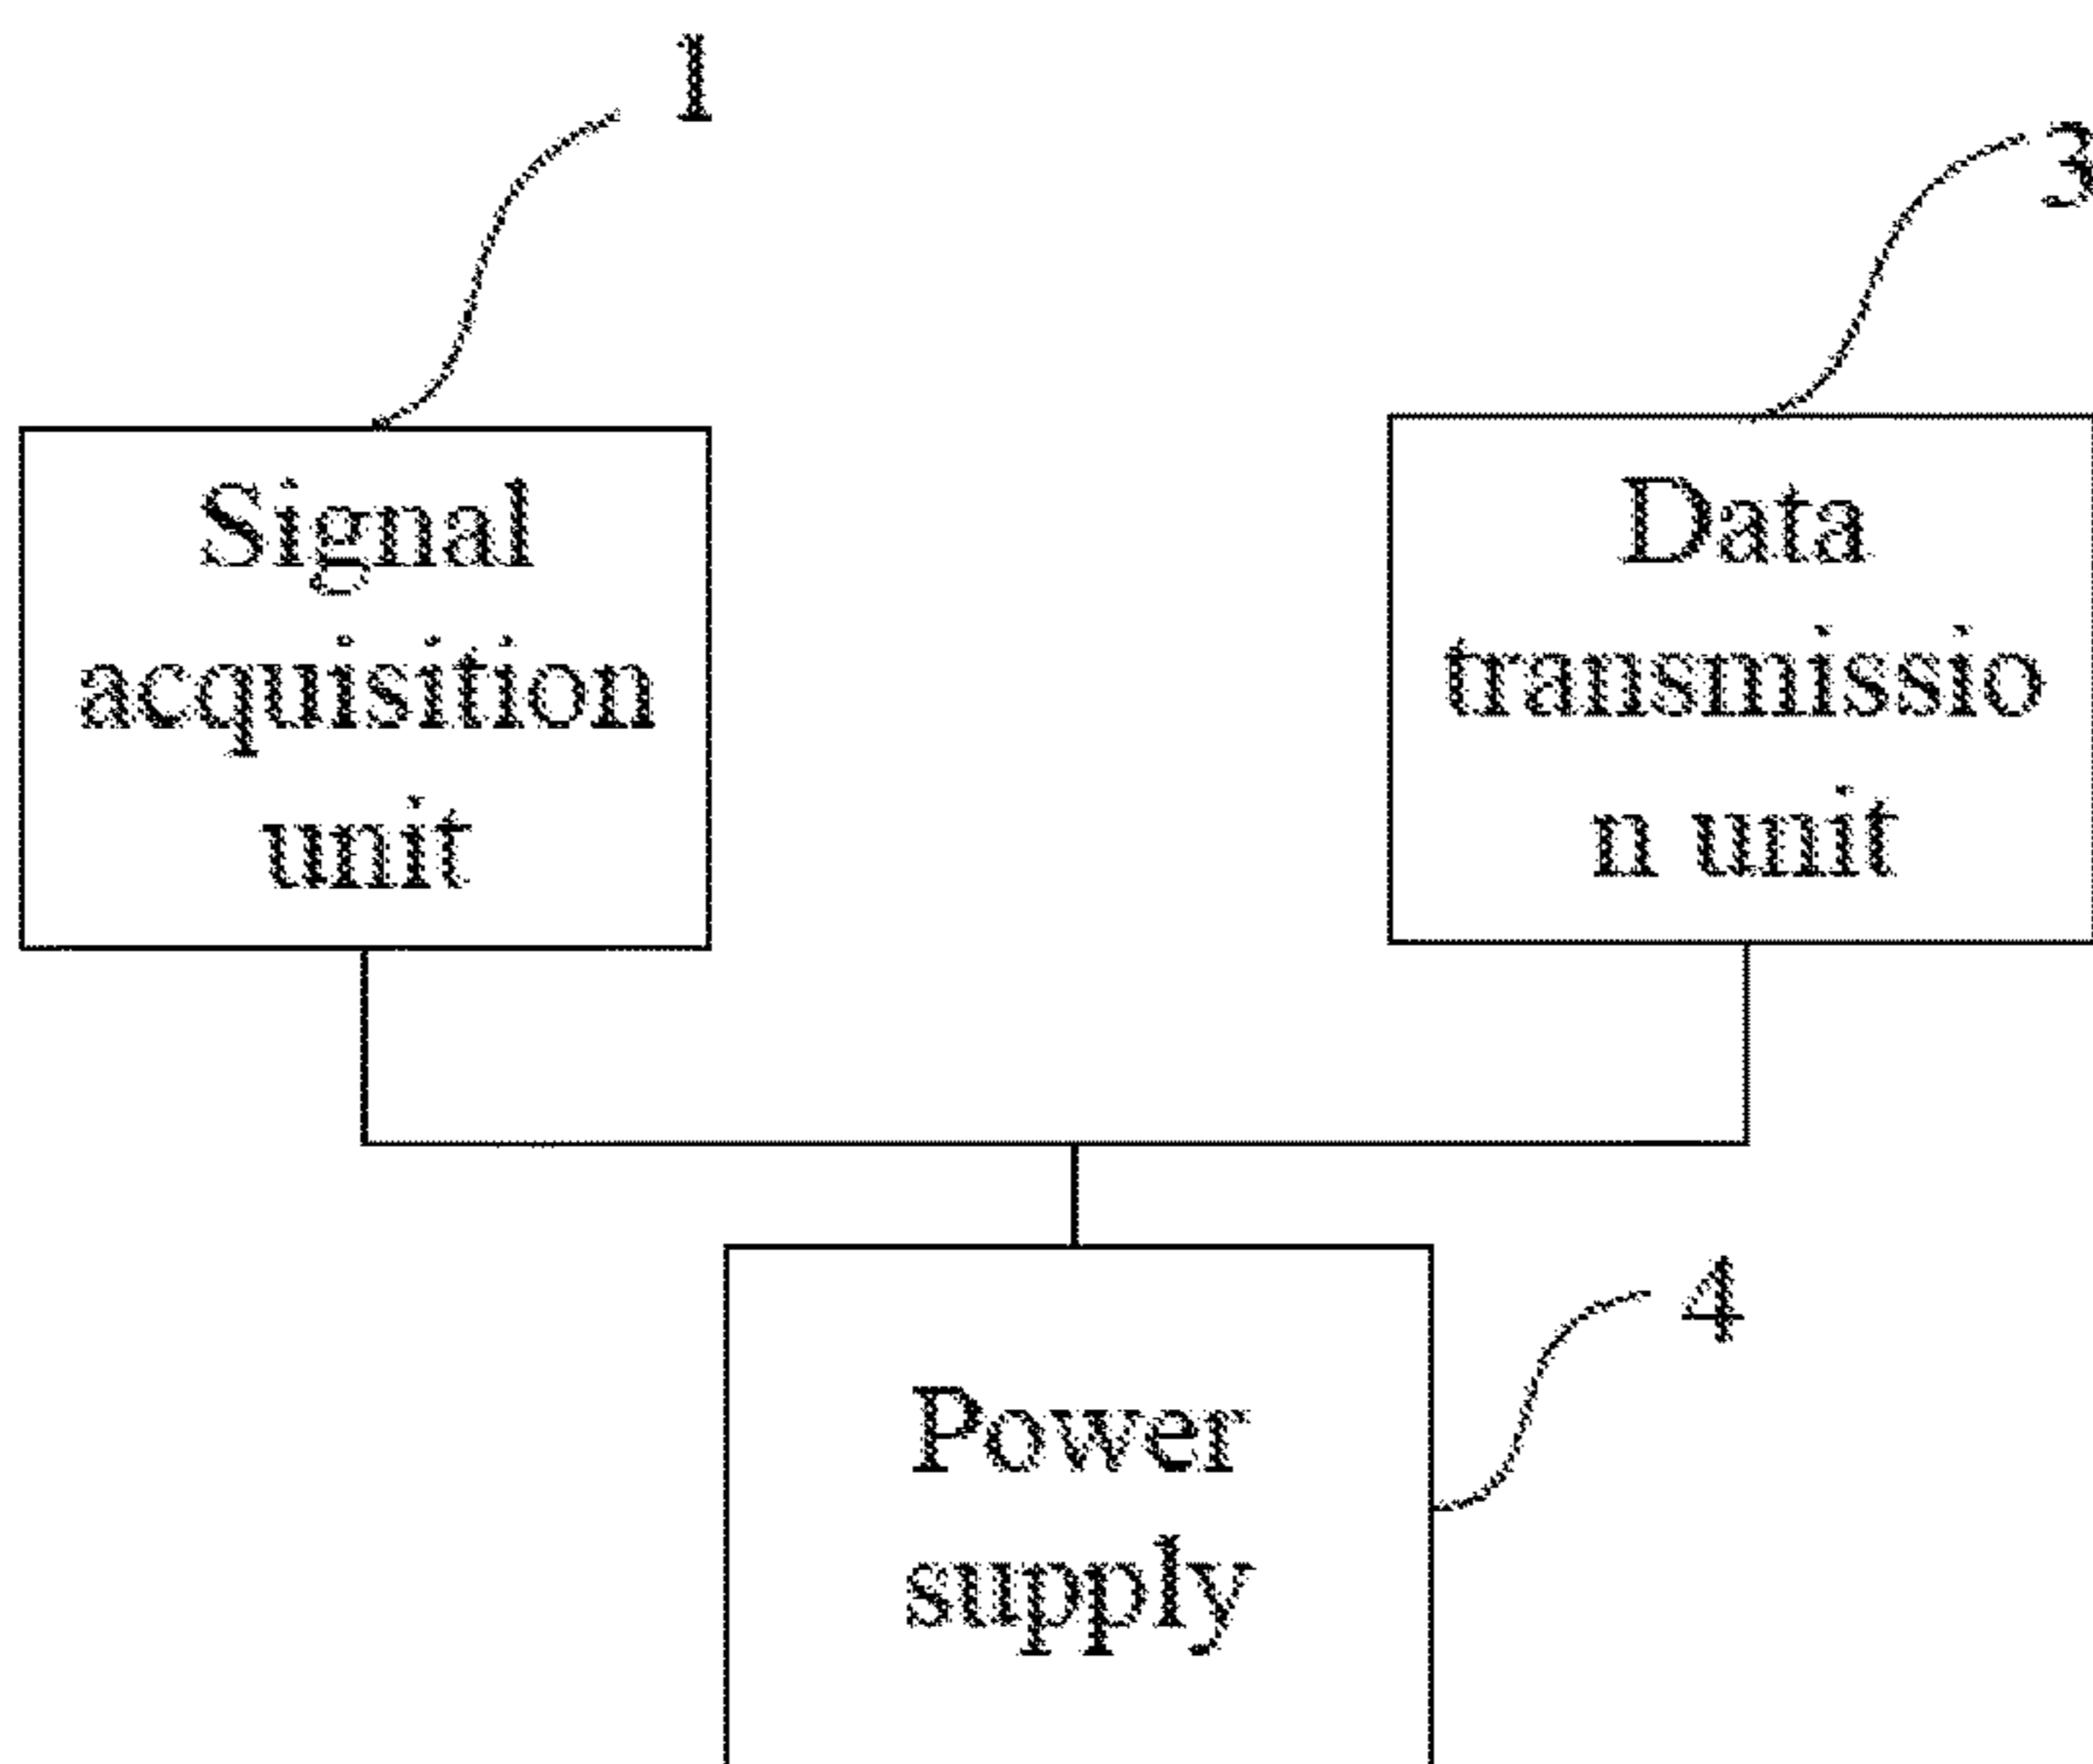 1
3
Signal
acquisition
unit
Data
transmissio
n unit
4
Power
supply